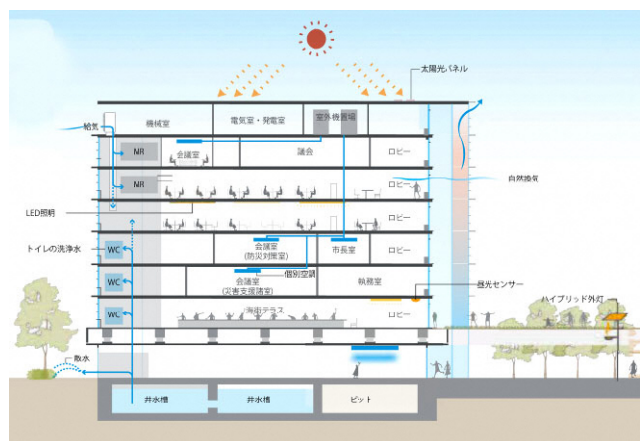 太陽光パネル
機械室
電気室・発電室
室外機置場
給気
MR
会議室
議会
ロビー
自然換気
MR
ロビー
LED照明
ロビー
トイレの洗浄水
WC
会議室
(防災対策室)
市長室
ロビー
個別空調
WC
会議室
(災害支援諸室)
執務室
昼光センサー
ハイブリッド外灯
WC
海街テラス
ロビー
散水
井水槽
井水槽
ピット